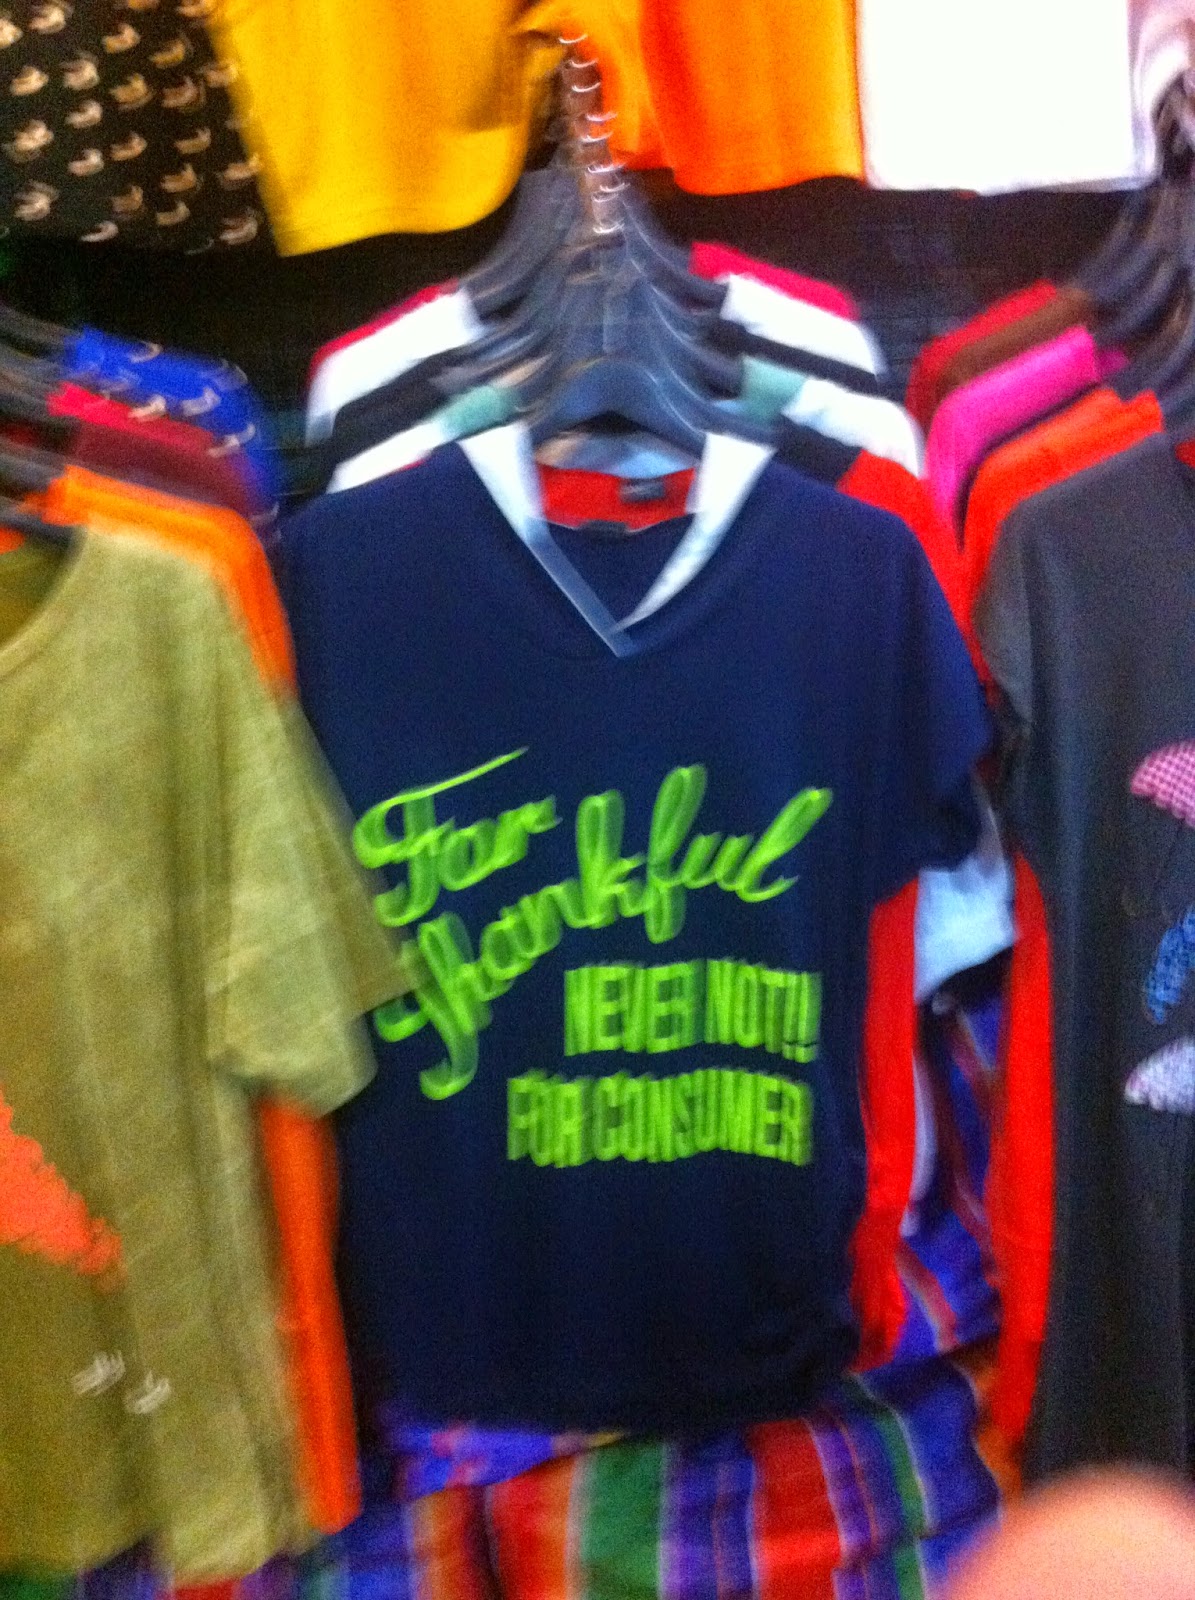 For
thankful
NEVER NOT!!
FOR CONSUMER